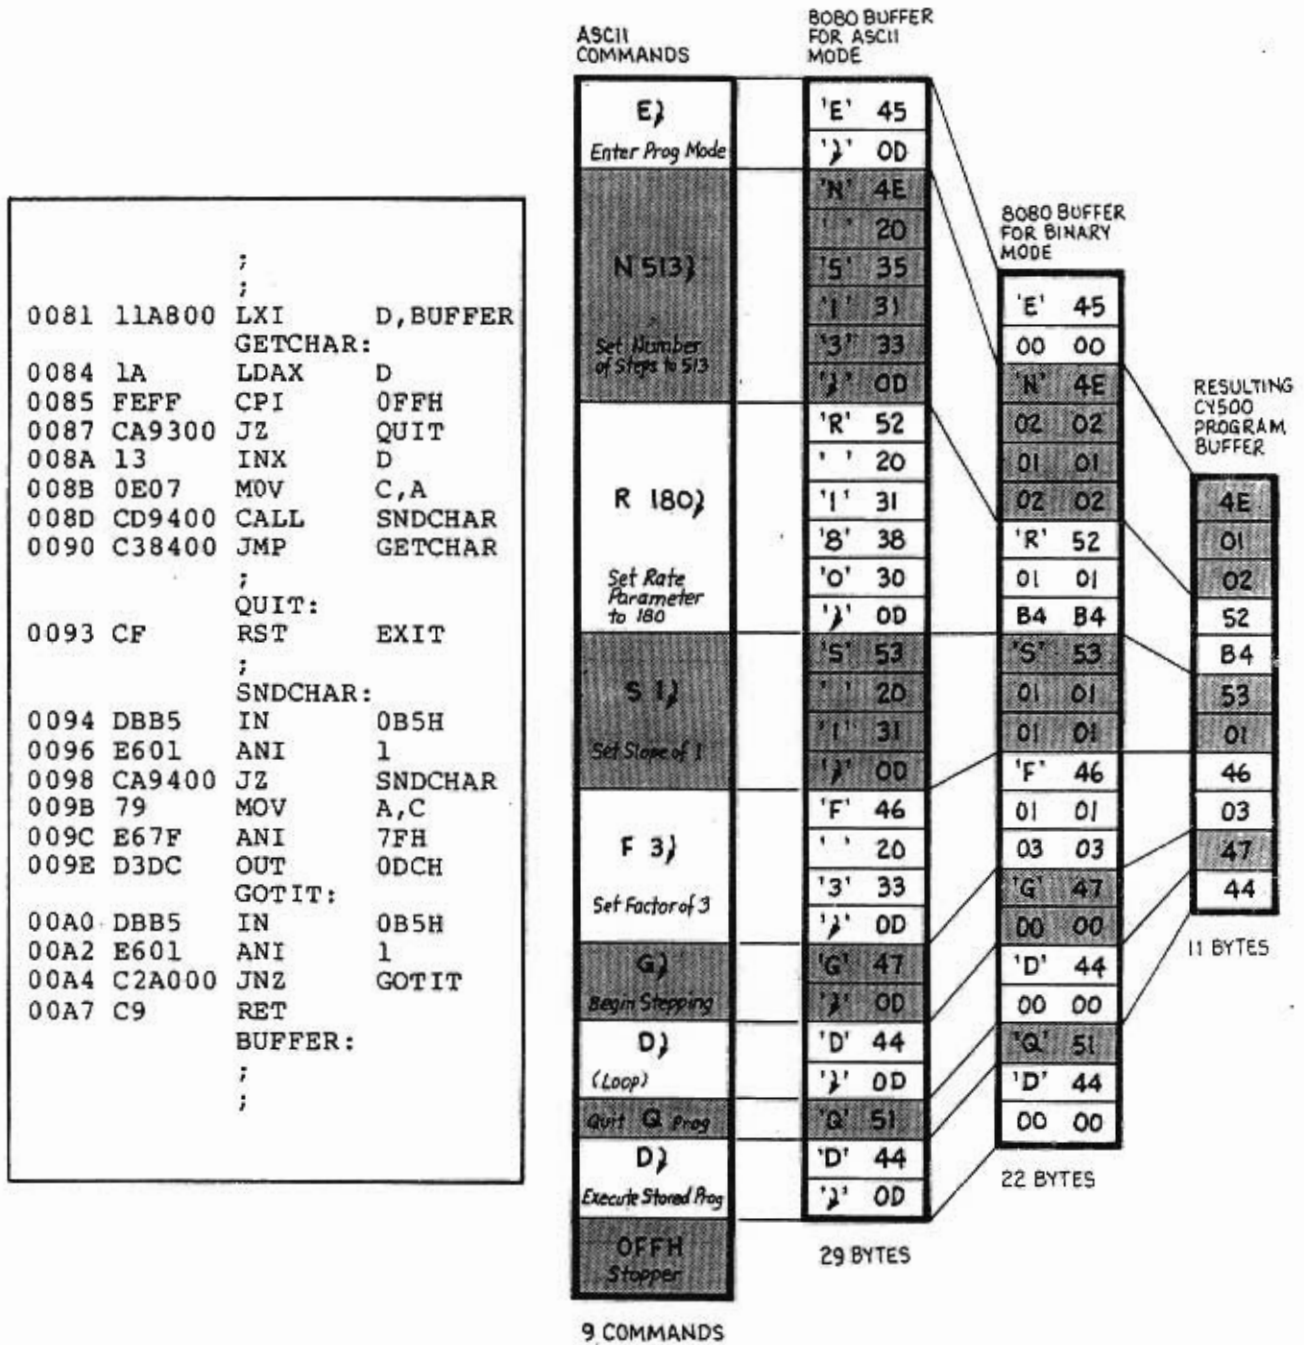 ;
;
0081 11A800 LXI D,BUFFER
GETCHAR:
0084 1A LDAX D
0085 FEFF CPI 0FFH
0087 CA9300 JZ QUIT
008A 13 INX D
008B 0E07 MOV C,A
008D CD9400 CALL SNDCHAR
0090 C38400 JMP GETCHAR
;
QUIT:
0093 CF RST EXIT
;
SNDCHAR:
0094 DBB5 IN 0B5H
0096 E601 ANI 1
0098 CA9400 JZ SNDCHAR
009B 79 MOV A,C
009C E67F ANI 7FH
009E D3DC OUT 0DCH
GOTIT:
00A0 DBB5 IN 0B5H
00A2 E601 ANI 1
00A4 C2A000 JNZ GOTIT
00A7 C9 RET
BUFFER:
;
;
ASCII
COMMANDS
E⤸
Enter Prog Mode
N 513⤸
Set Number
of Steps to 513
R 180⤸
Set Rate
Parameter
to 180
S 1⤸
Set Slope of 1
F 3⤸
Set Factor of 3
G⤸
Begin Stepping
D⤸
(Loop)
Quit Q Prog
D⤸
Execute Stored Prog
OFFH
Stopper
9 COMMANDS
8080 BUFFER
FOR ASCII
MODE
'E' 45
'⤸' 0D
'N' 4E
' ' 20
'5' 35
'1' 31
'3' 33
'⤸' 0D
'R' 52
' ' 20
'1' 31
'8' 38
'0' 30
'⤸' 0D
'S' 53
' ' 20
'1' 31
'⤸' 0D
'F' 46
' ' 20
'3' 33
'⤸' 0D
'G' 47
'⤸' 0D
'D' 44
'⤸' 0D
'Q' 51
'D' 44
'⤸' 0D
29 BYTES
8080 BUFFER
FOR BINARY
MODE
'E' 45
00 00
'N' 4E
02 02
01 01
02 02
'R' 52
01 01
B4 B4
'S' 53
01 01
01 01
'F' 46
01 01
03 03
'G' 47
00 00
'D' 44
00 00
'Q' 51
'D' 44
00 00
22 BYTES
RESULTING
CY500
PROGRAM
BUFFER
4E
01
02
52
B4
53
01
46
03
47
44
11 BYTES